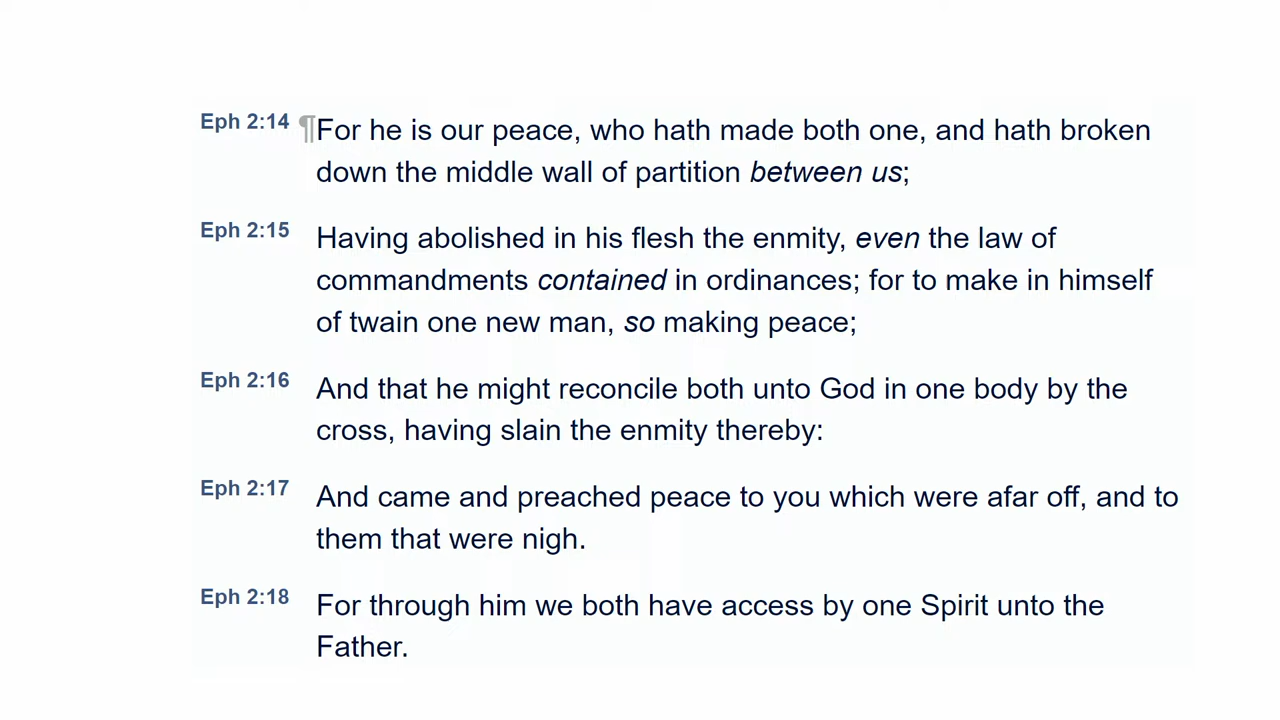 Eph 2:14 ¶For he is our peace, who hath made both one, and hath broken
down the middle wall of partition between us;
Eph 2:15 Having abolished in his flesh the enmity, even the law of
commandments contained in ordinances; for to make in himself
of twain one new man, so making peace;
Eph 2:16 And that he might reconcile both unto God in one body by the
cross, having slain the enmity thereby:
Eph 2:17 And came and preached peace to you which were afar off, and to
them that were nigh.
Eph 2:18 For through him we both have access by one Spirit unto the
Father.